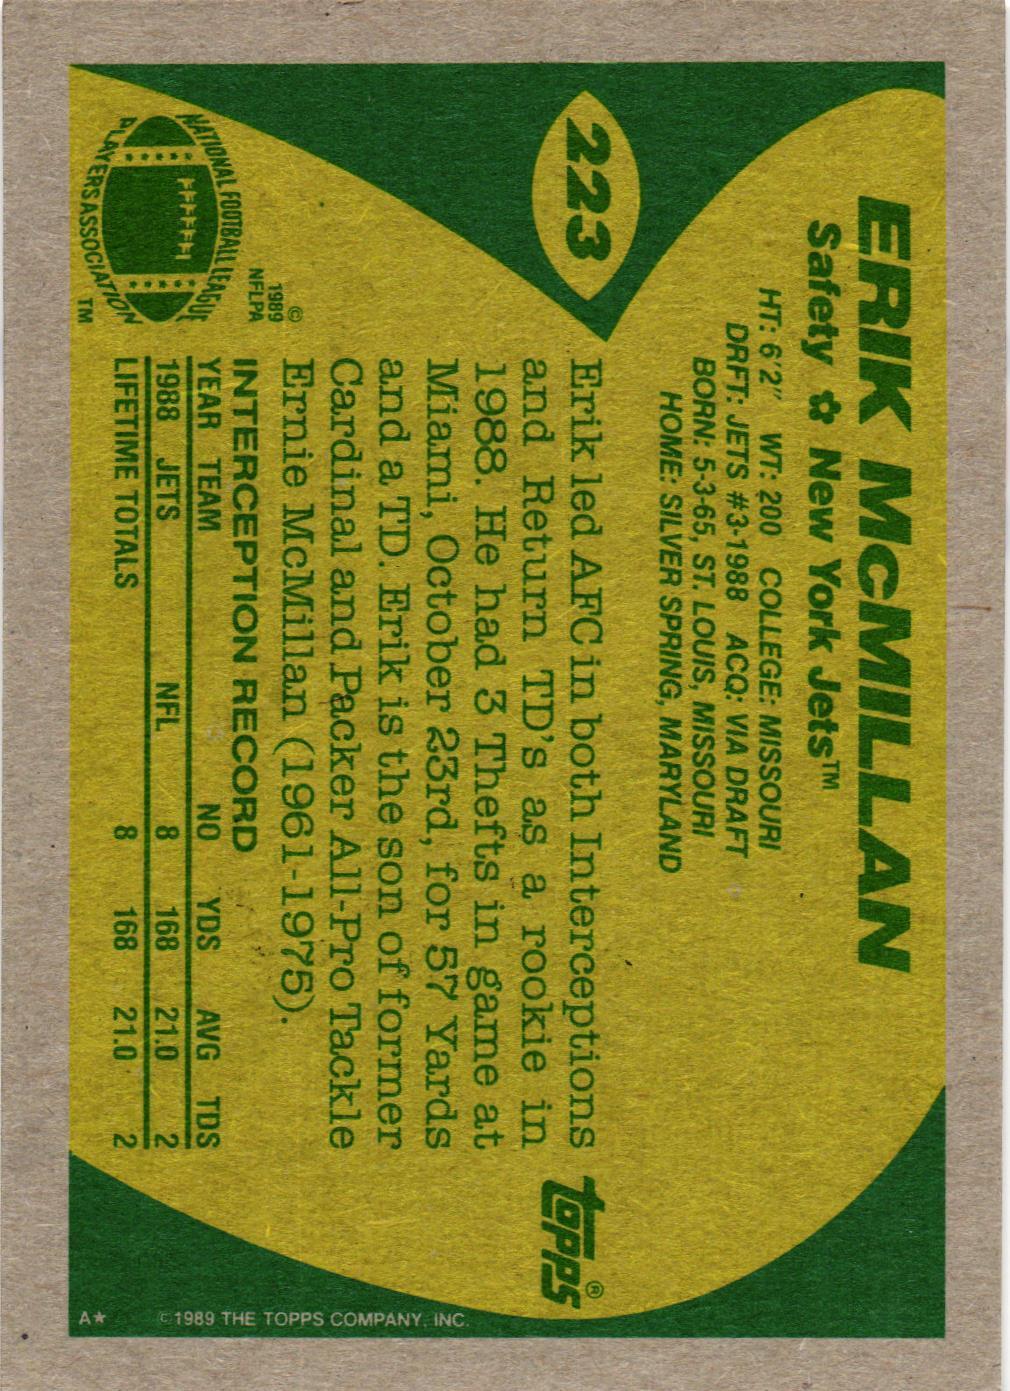 223
ERIK McMILLAN
Safety ✿ New York Jets™
HT: 6'2" WT: 200 COLLEGE: MISSOURI
DRAFT: JETS #3-1988 ACQ: VIA DRAFT
BORN: 5-3-65, ST. LOUIS, MISSOURI
HOME: SILVER SPRING, MARYLAND
Erik led AFC in both Interceptions
and Return TD's as a rookie in
1988. He had 3 Thefts in game at
Miami, October 23rd, for 57 Yards
and a TD. Erik is the son of former
Cardinal and Packer All-Pro Tackle
Ernie McMillan (1961-1975).
topps®
©
1989
NFLPA
NATIONAL FOOTBALL LEAGUE
PLAYERS ASSOCIATION
TM
INTERCEPTION RECORD
YEAR TEAM NO YDS AVG TDS
1988 JETS NFL 8 168 21.0 2
LIFETIME TOTALS 8 168 21.0 2
A★ ©1989 THE TOPPS COMPANY, INC.